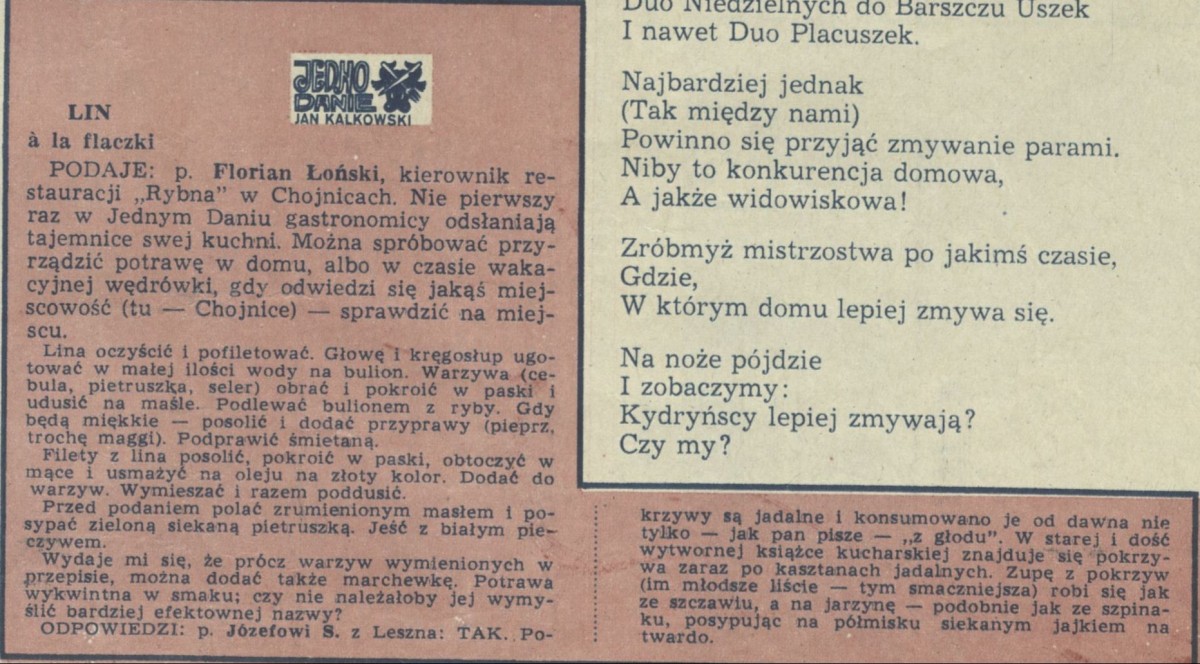 JEDNO
DANIE
JAN KALKOWSKI
LIN
à la flaczki
PODAJE: p. Florian Łoński, kierownik re-
stauracji „Rybna” w Chojnicach. Nie pierwszy
raz w Jednym Daniu gastronomicy odsłaniają
tajemnice swej kuchni. Można spróbować przy-
rządzić potrawę w domu, albo w czasie waka-
cyjnej wędrówki, gdy odwiedzi się jakąś miej-
scowość (tu — Chojnice) — sprawdzić na miej-
scu.
Lina oczyścić i pofiletować. Głowę i kręgosłup ugo-
tować w małej ilości wody na bulion. Warzywa (ce-
bula, pietruszka, seler) obrać i pokroić w paski i
udusić na maśle. Podlewać bulionem z ryby. Gdy
będą miękkie — posolić i dodać przyprawy (pieprz,
trochę maggi). Podprawić śmietaną.
Filety z lina posolić, pokroić w paski, obtoczyć w
mące i usmażyć na oleju na złoty kolor. Dodać do
warzyw. Wymieszać i razem poddusić.
Przed podaniem polać zrumienionym masłem i po-
sypać zieloną siekaną pietruszką. Jeść z białym pie-
czywem.
Wydaje mi się, że prócz warzyw wymienionych w
przepisie, można dodać także marchewkę. Potrawa
wykwintna w smaku; czy nie należałoby jej wymy-
ślić bardziej efektownej nazwy?
ODPOWIEDZI: p. Józefowi S. z Leszna: TAK. Po-
krzywy są jadalne i konsumowano je od dawna nie
tylko — jak pan pisze — „z głodu”. W starej i dość
wytwornej książce kucharskiej znajduje się pokrzy-
wa zaraz po kasztanach jadalnych. Zupę z pokrzyw
(im młodsze liście — tym smaczniejsza) robi się jak
ze szczawiu, a na jarzynę — podobnie jak ze szpina-
ku, posypując na półmisku siekanym jajkiem na
twardo.
Duo Niedzielnych do Barszczu Uszek
I nawet Duo Placuszek.
Najbardziej jednak
(Tak między nami)
Powinno się przyjąć zmywanie parami.
Niby to konkurencja domowa,
A jakże widowiskowa!
Zróbmyż mistrzostwa po jakimś czasie,
Gdzie,
W którym domu lepiej zmywa się.
Na noże pójdzie
I zobaczymy:
Kydryńscy lepiej zmywają?
Czy my?